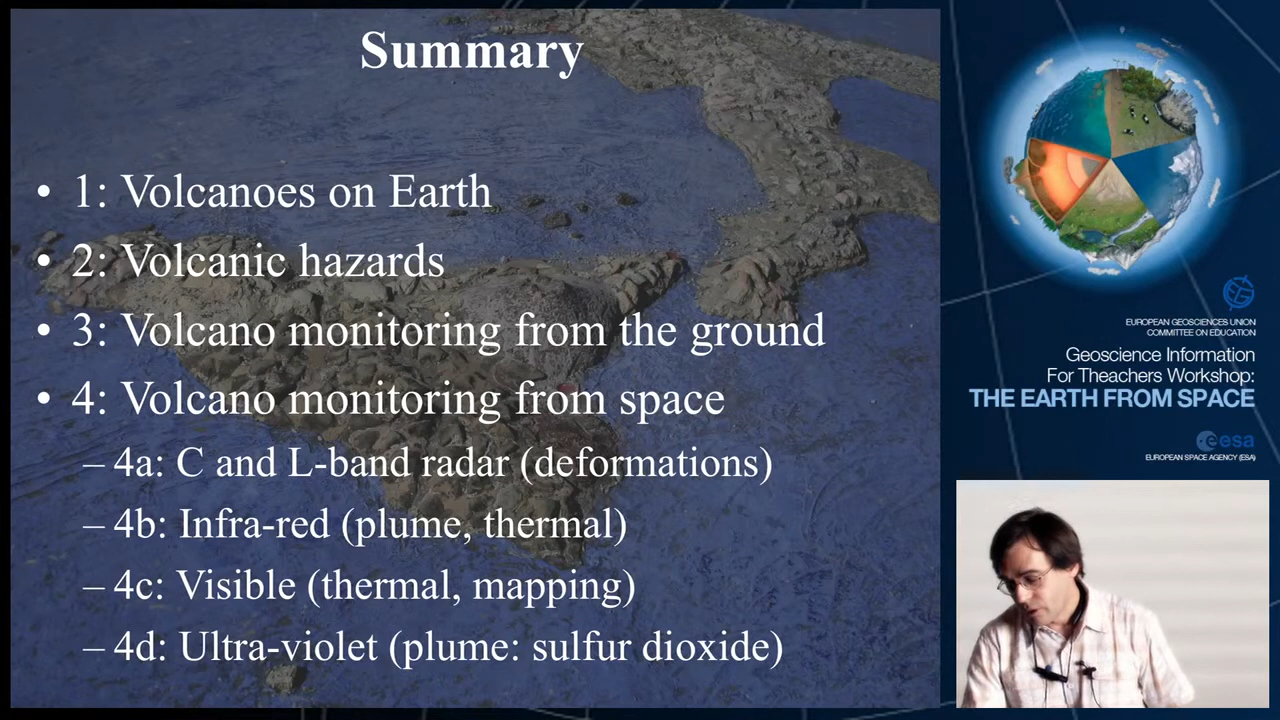 Summary
• 1: Volcanoes on Earth
• 2: Volcanic hazards
• 3: Volcano monitoring from the ground
• 4: Volcano monitoring from space
– 4a: C and L-band radar (deformations)
– 4b: Infra-red (plume, thermal)
– 4c: Visible (thermal, mapping)
– 4d: Ultra-violet (plume: sulfur dioxide)
EUROPEAN GEOSCIENCES UNION
COMMITTEE ON EDUCATION
Geoscience Information
For Theachers Workshop:
THE EARTH FROM SPACE
esa
EUROPEAN SPACE AGENCY (ESA)